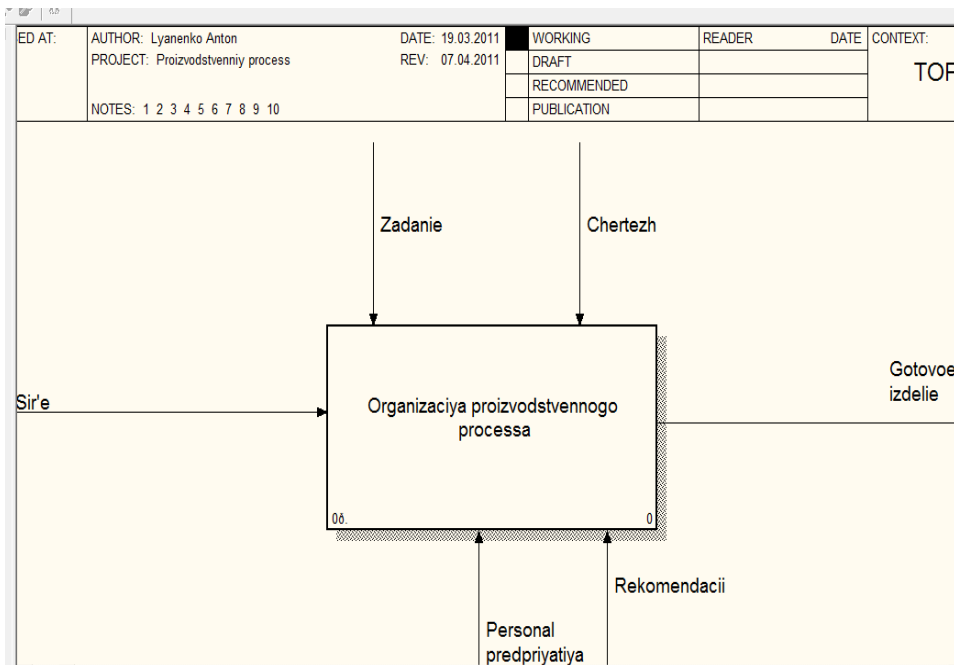 ED AT:
AUTHOR: Lyanenko Anton
DATE: 19.03.2011
WORKING
READER
DATE
CONTEXT:
PROJECT: Proizvodstvenniy process
REV: 07.04.2011
DRAFT
TOP
RECOMMENDED
NOTES: 1 2 3 4 5 6 7 8 9 10
PUBLICATION
Zadanie
Chertezh
Sir'e
Organizaciya proizvodstvennogo
processa
Gotovoe
izdelie
0ð.
0
Rekomendacii
Personal
predpriyatiya